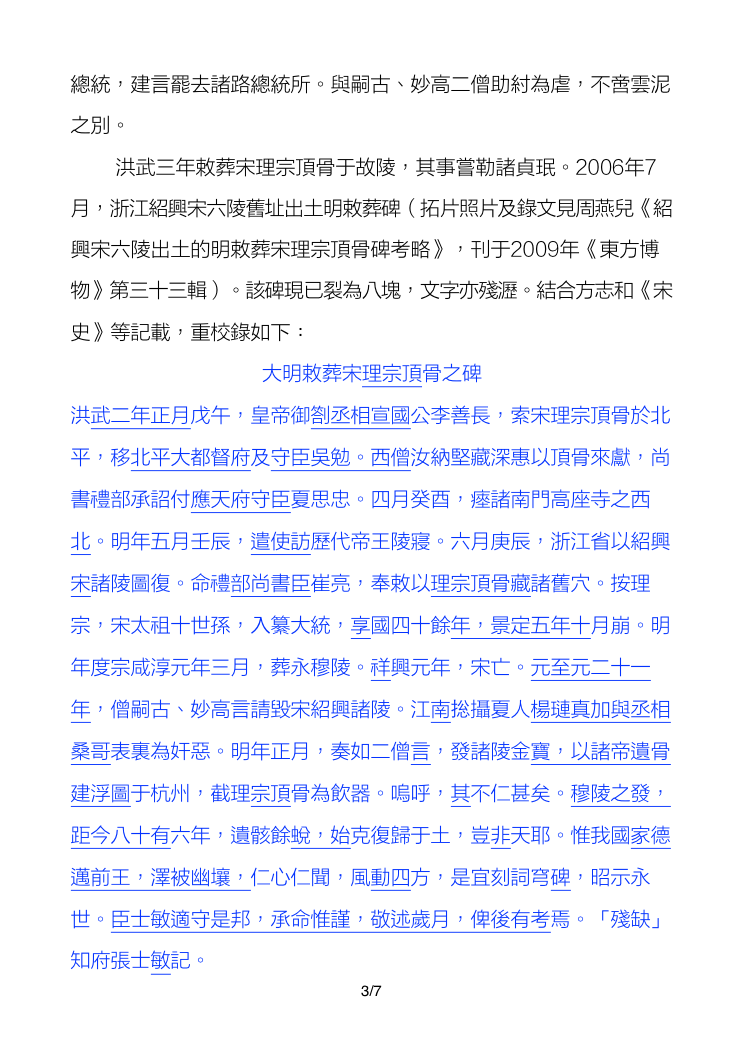 總統，建言罷去諸路總統所。與嗣古、妙高二僧助紂為虐，不啻雲泥
之別。
洪武三年敕葬宋理宗頂骨于故陵，其事嘗勒諸貞珉。2006年7
月，浙江紹興宋六陵舊址出土明敕葬碑（拓片照片及錄文見周燕兒《紹
興宋六陵出土的明敕葬宋理宗頂骨碑考略》，刊于2009年《東方博
物》第三十三輯）。該碑現已裂為八塊，文字亦殘瀝。結合方志和《宋
史》等記載，重校錄如下：
大明敕葬宋理宗頂骨之碑
洪武二年正月戊午，皇帝御劄丞相宣國公李善長，索宋理宗頂骨於北
平，移北平大都督府及守臣吳勉。西僧汝納堅藏深惠以頂骨來獻，尚
書禮部承詔付應天府守臣夏思忠。四月癸酉，瘞諸南門高座寺之西
北。明年五月壬辰，遣使訪歷代帝王陵寢。六月庚辰，浙江省以紹興
宋諸陵圖復。命禮部尚書臣崔亮，奉敕以理宗頂骨藏諸舊穴。按理
宗，宋太祖十世孫，入纂大統，享國四十餘年，景定五年十月崩。明
年度宗咸淳元年三月，葬永穆陵。祥興元年，宋亡。元至元二十一
年，僧嗣古、妙高言請毀宋紹興諸陵。江南捴攝夏人楊璉真加與丞相
桑哥表裏為奸惡。明年正月，奏如二僧言，發諸陵金寶，以諸帝遺骨
建浮圖于杭州，截理宗頂骨為飲器。嗚呼，其不仁甚矣。穆陵之發，
距今八十有六年，遺骸餘蛻，始克復歸于土，豈非天耶。惟我國家德
邁前王，澤被幽壤，仁心仁聞，風動四方，是宜刻詞穹碑，昭示永
世。臣士敏適守是邦，承命惟謹，敬述歲月，俾後有考焉。「殘缺」
知府張士敏記。
3/7